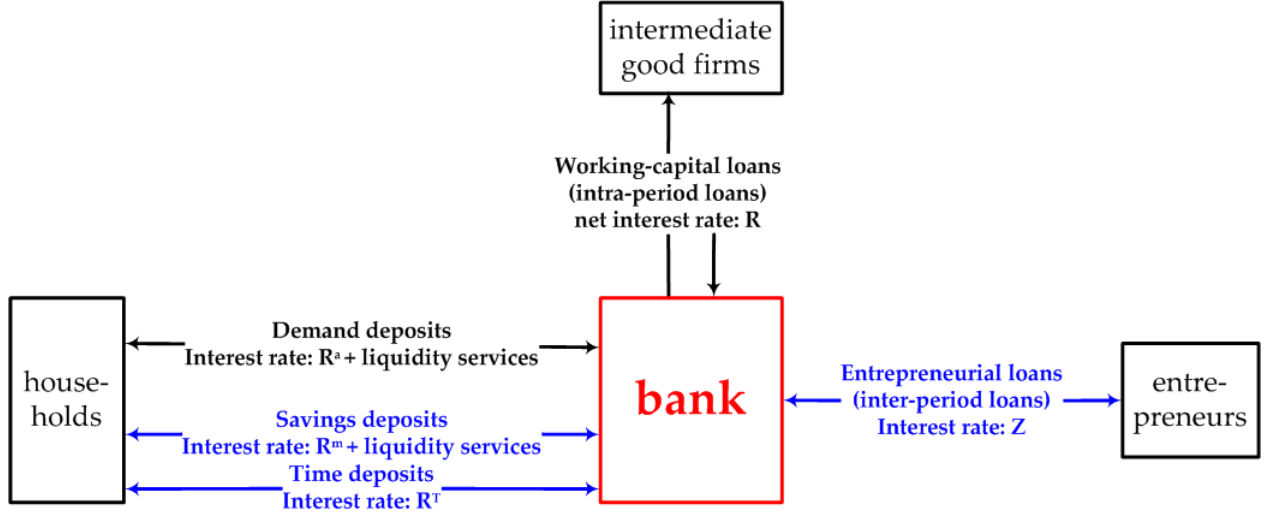 intermediate
good firms
Working-capital loans
(intra-period loans)
net interest rate: R
house-
holds
Demand deposits
Interest rate: Rᵃ + liquidity services
Savings deposits
Interest rate: Rᵐ + liquidity services
Time deposits
Interest rate: Rᵀ
bank
Entrepreneurial loans
(inter-period loans)
Interest rate: Z
entre-
preneurs